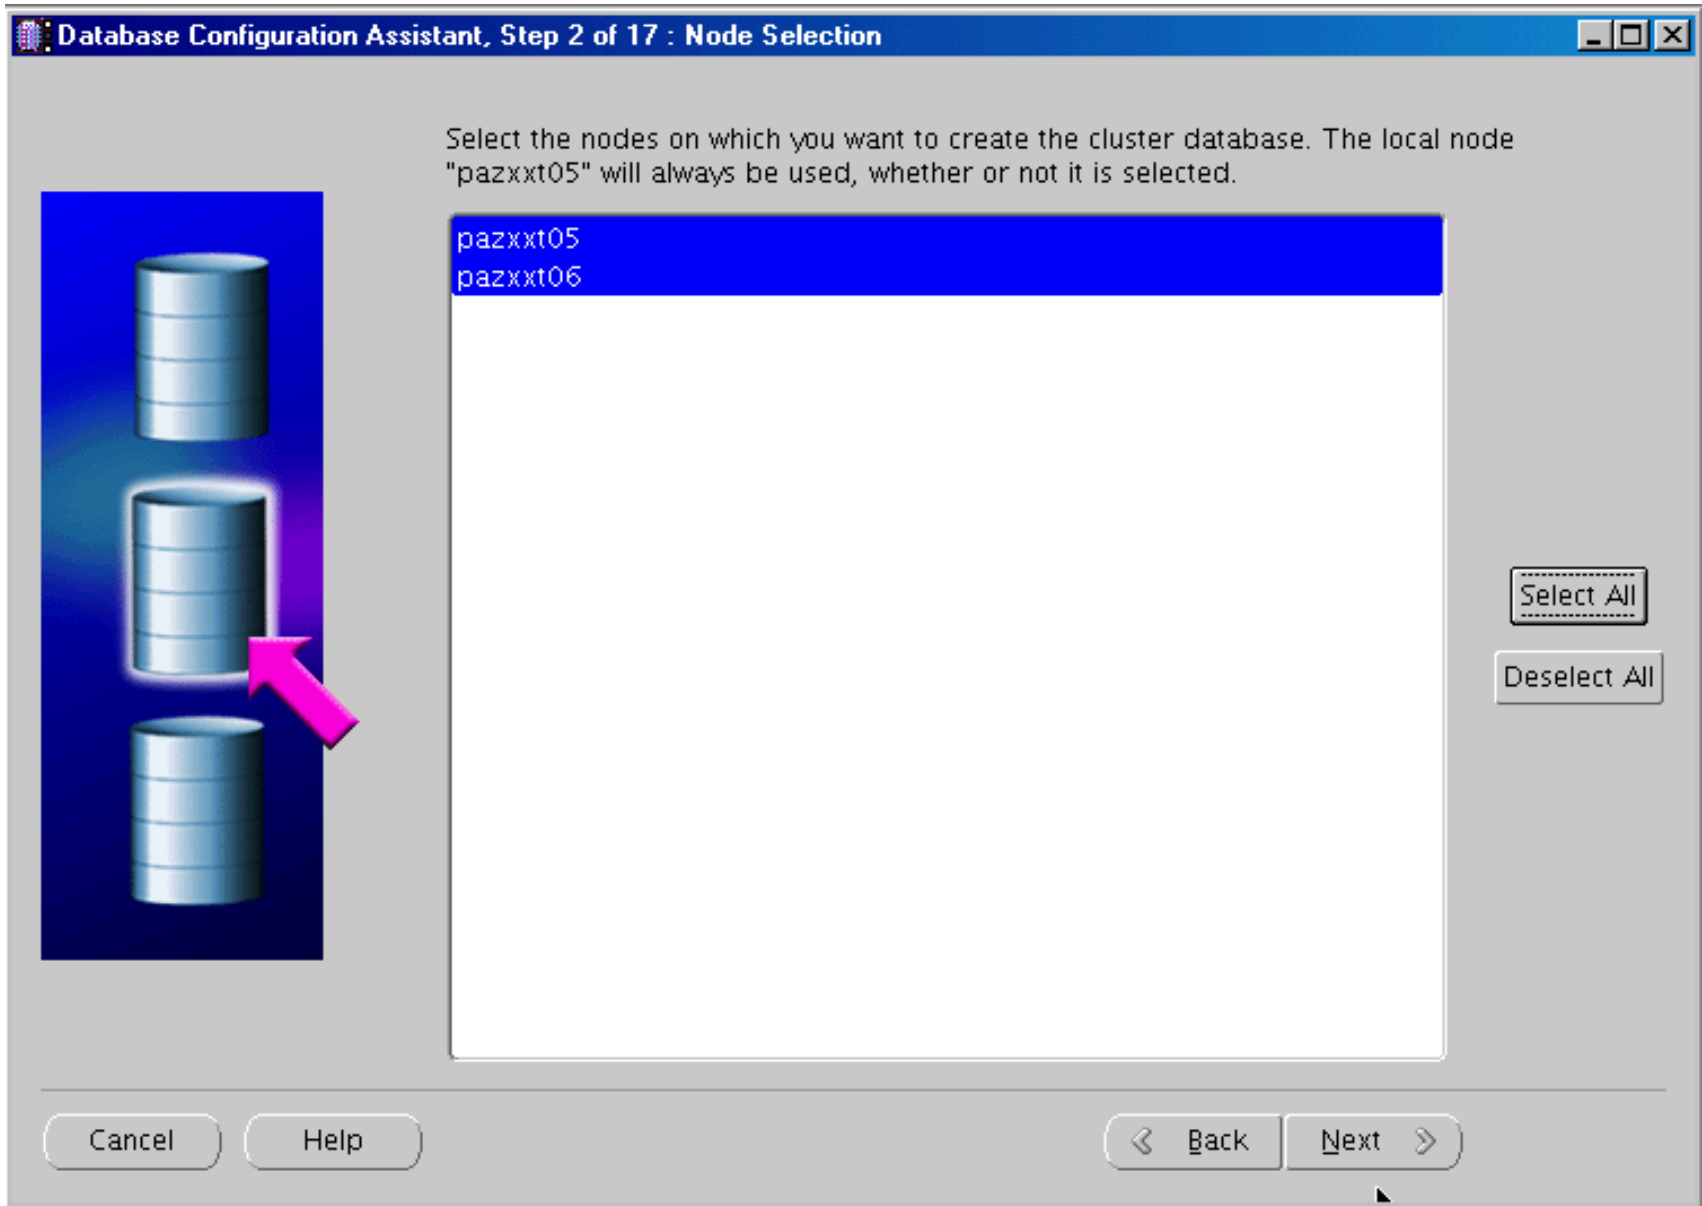 Database Configuration Assistant, Step 2 of 17 : Node Selection
Select the nodes on which you want to create the cluster database. The local node
"pazxxt05" will always be used, whether or not it is selected.
pazxxt05
pazxxt06
Select All
Deselect All
Cancel
Help
Back
Next